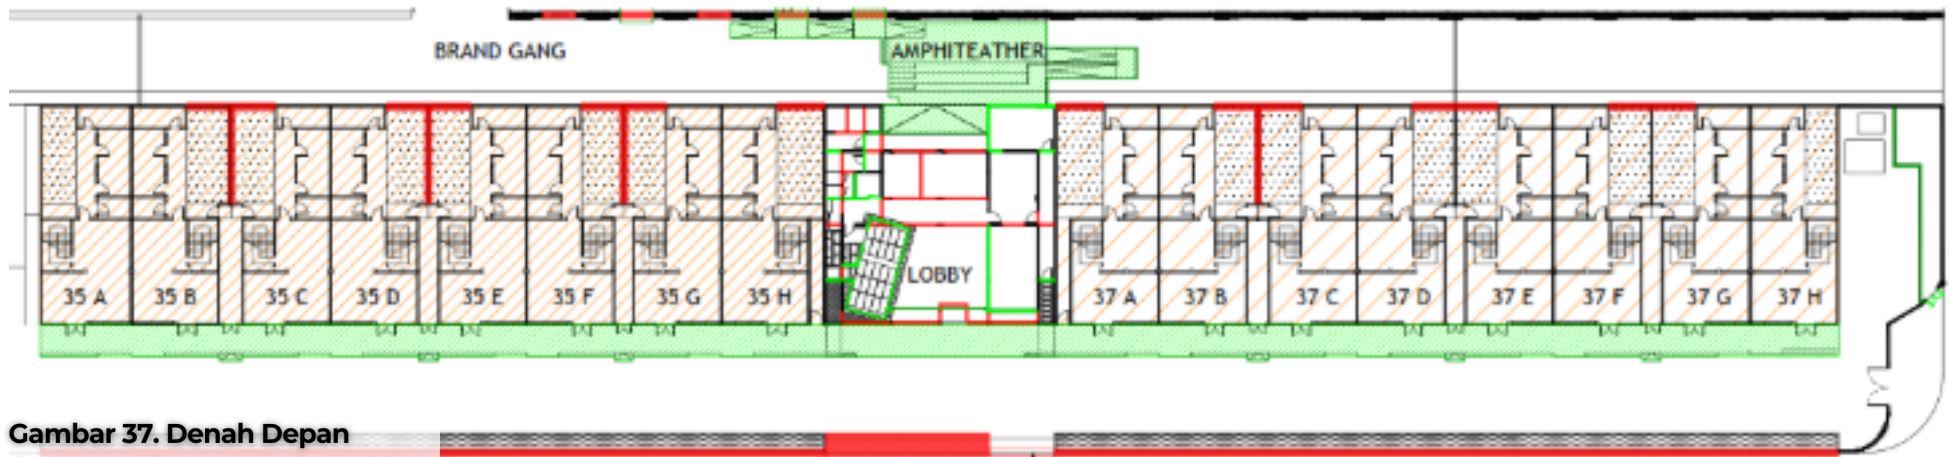 BRAND GANG
AMPHITEATHER
LOBBY
35 A 35 B 35 C 35 D 35 E 35 F 35 G 35 H 37 A 37 B 37 C 37 D 37 E 37 F 37 G 37 H
Gambar 37. Denah Depan